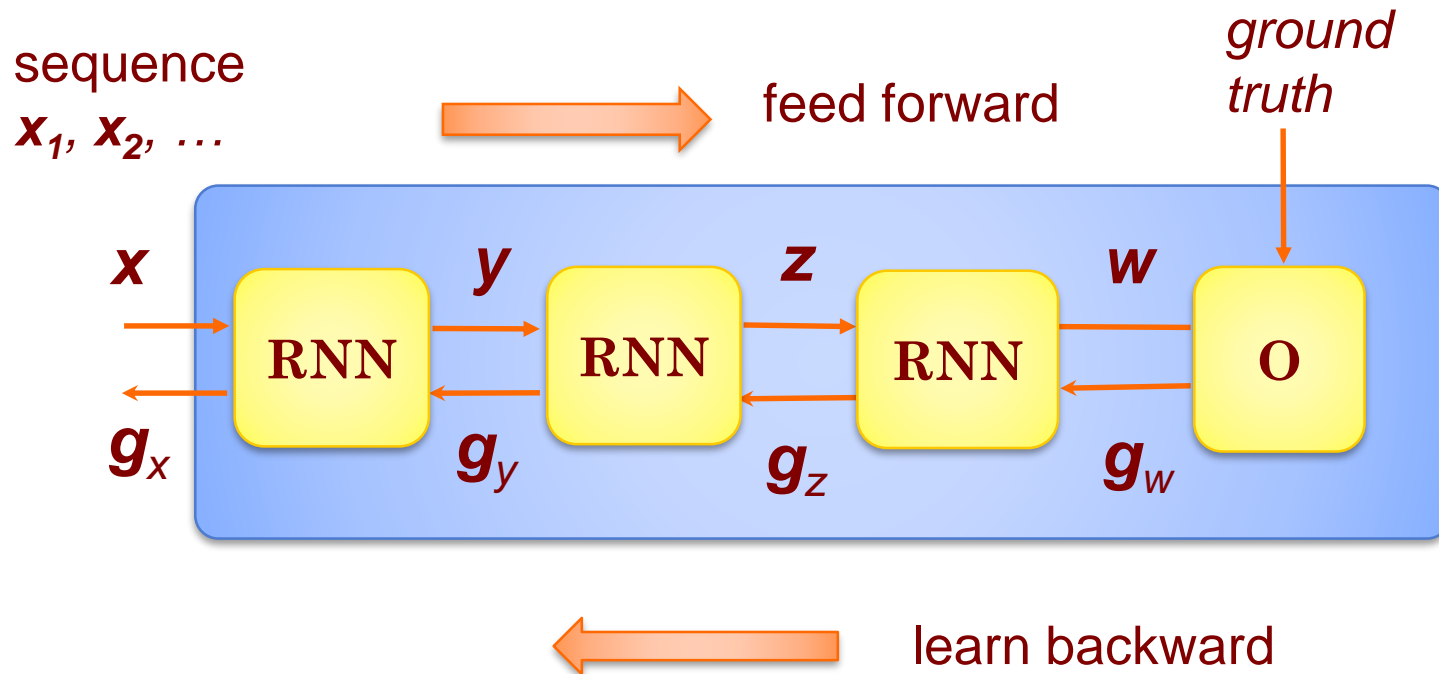 sequence
x1, x2, …
feed forward
ground
truth
x
y
z
w
RNN
RNN
RNN
O
gx
gy
gz
gw
learn backward